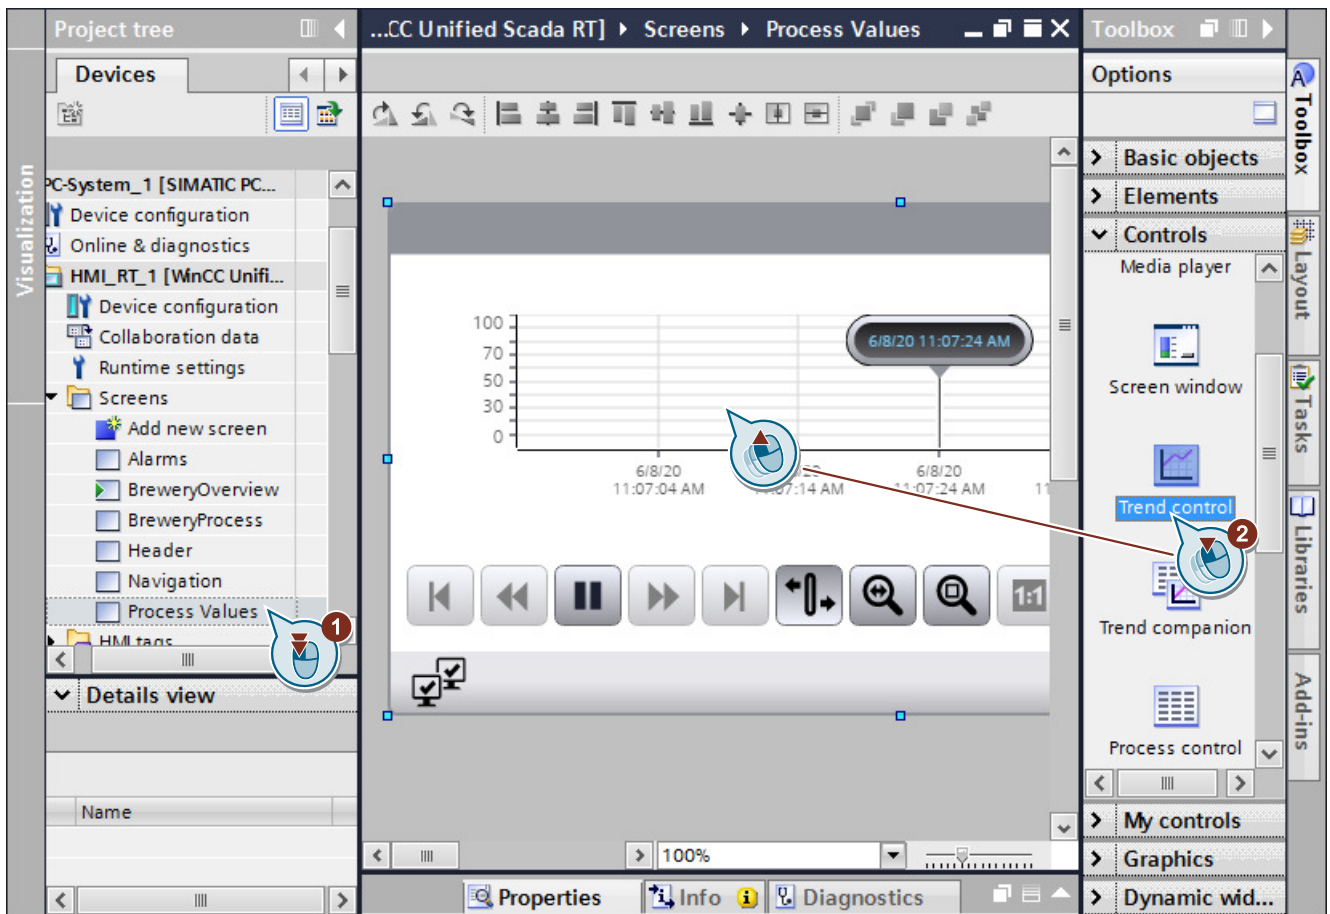 Project tree
Devices
Visualization
PC-System_1 [SIMATIC PC...
Device configuration
Online & diagnostics
HMI_RT_1 [WinCC Unifi...
Device configuration
Collaboration data
Runtime settings
Screens
Add new screen
Alarms
BreweryOverview
BreweryProcess
Header
Navigation
Process Values
HMI tags
1
Details view
Name
...CC Unified Scada RT] Screens Process Values
100
70
50
30
0
6/8/20 11:07:24 AM
6/8/20
11:07:04 AM
11:07:14 AM
6/8/20
11:07:24 AM
11
1:1
100%
Properties
Info
Diagnostics
Toolbox
Options
Basic objects
Elements
Controls
Media player
Screen window
Trend control
2
Trend companion
Process control
My controls
Graphics
Dynamic wid...
Toolbox
Layout
Tasks
Libraries
Add-ins